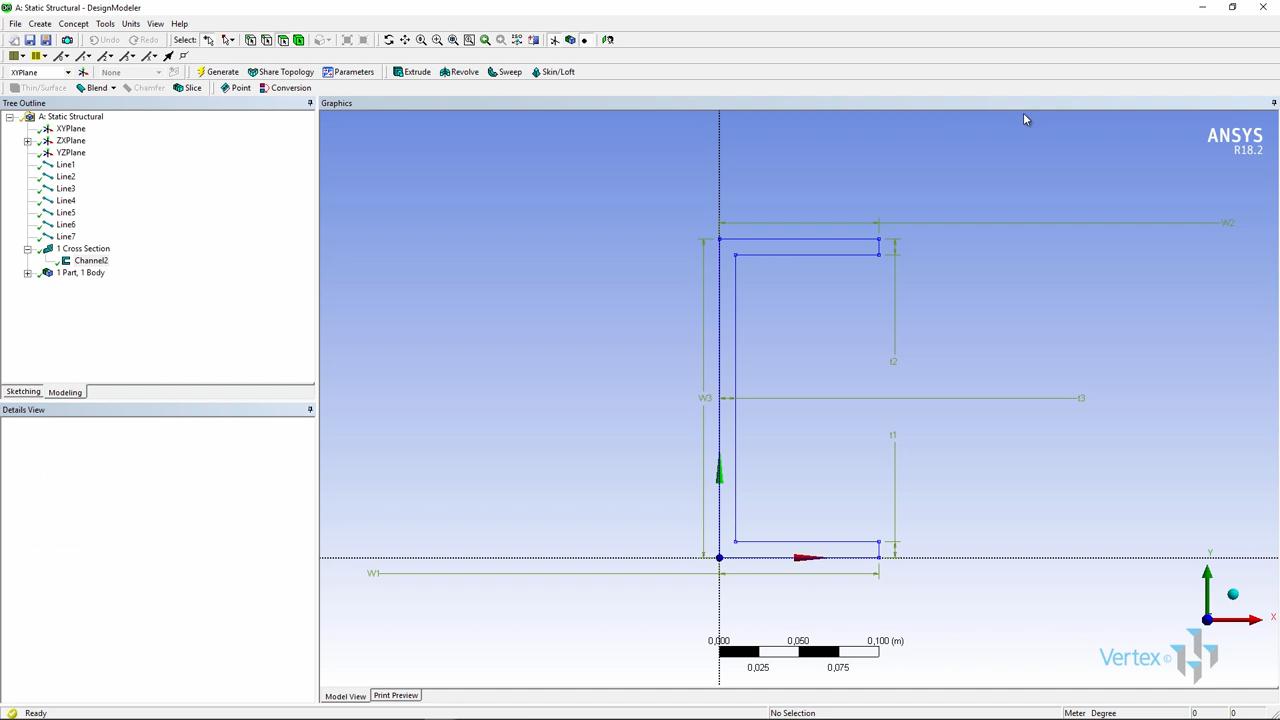 A: Static Structural - DesignModeler
File Create Concept Tools Units View Help
Undo Redo Select:
XYPlane None Generate Share Topology Parameters Extrude Revolve Sweep Skin/Loft
Thin/Surface Blend Chamfer Slice Point Conversion
Tree Outline
A: Static Structural
XYPlane
ZXPlane
YZPlane
Line1
Line2
Line3
Line4
Line5
Line6
Line7
1 Cross Section
Channel2
1 Part, 1 Body
Sketching Modeling
Details View
Graphics
ANSYS
R18.2
W2
t2
W3
t3
t1
W1
Y
X
0,000 0,050 0,100 (m)
0,025 0,075
Vertex ©
Model View Print Preview
Ready No Selection Meter Degree 0 0